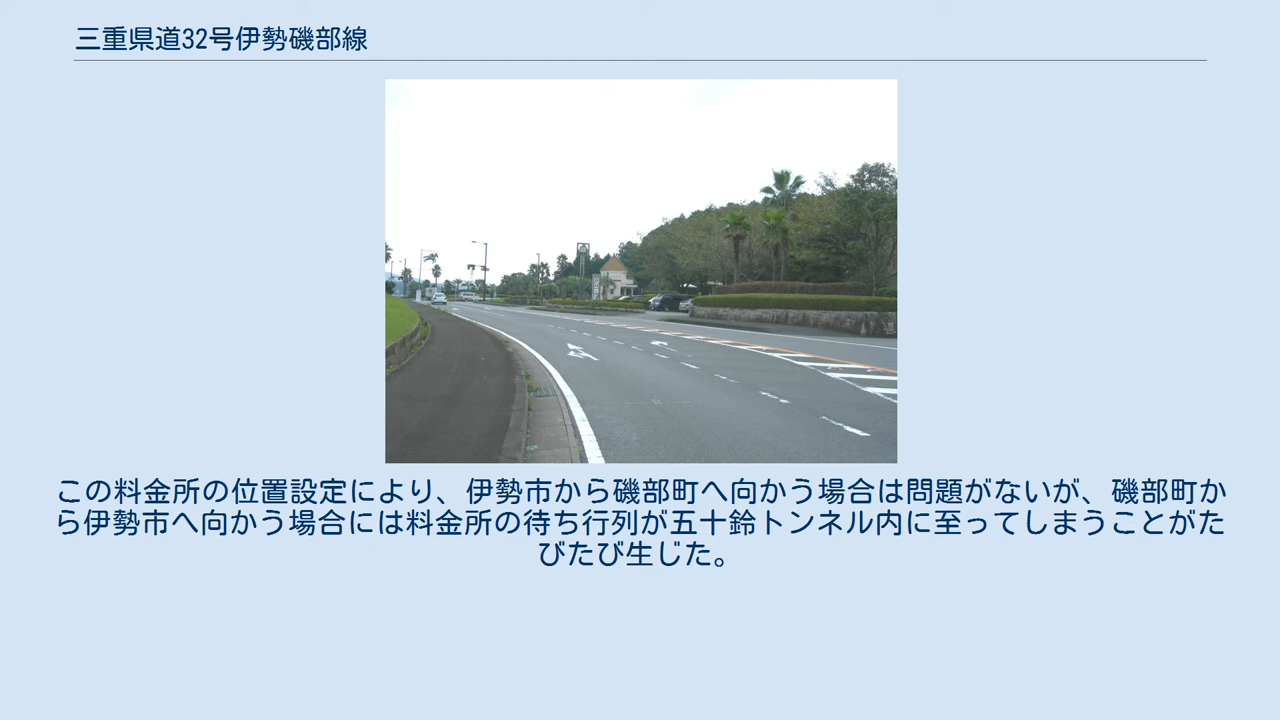 三重県道32号伊勢磯部線
この料金所の位置設定により、伊勢市から磯部町へ向かう場合は問題がないが、磯部町か
ら伊勢市へ向かう場合には料金所の待ち行列が五十鈴トンネル内に至ってしまうことがた
びたび生じた。